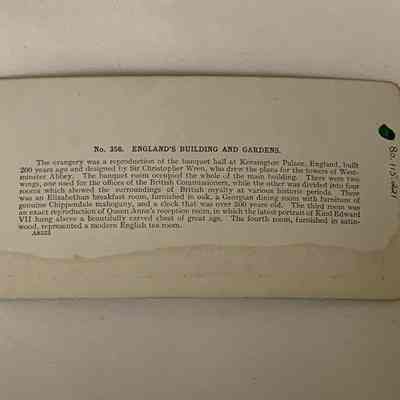 No. 356. ENGLAND'S BUILDING AND GARDENS.
The orangery was a reproduction of the banquet hall at Kensington Palace, England, built
200 years ago and designed by Sir Christopher Wren, who drew the plans for the towers of West-
minster Abbey. The banquet room occupied the whole of the main building. There were two
wings, one used for the offices of the British Commissioners, while the other was divided into four
rooms which showed the surroundings of British royalty at various historic periods. There
was an Elizabethan breakfast room, furnished in oak, a Georgian dining room with furniture of
genuine Chippendale mahogany, and a clock that was over 200 years old. The third room was
an exact reproduction of Queen Anne's reception room, in which the latest portrait of King Edward
VII hung above a beautifully carved chest of great age. The fourth room, furnished in satin-
wood, represented a modern English tea room.